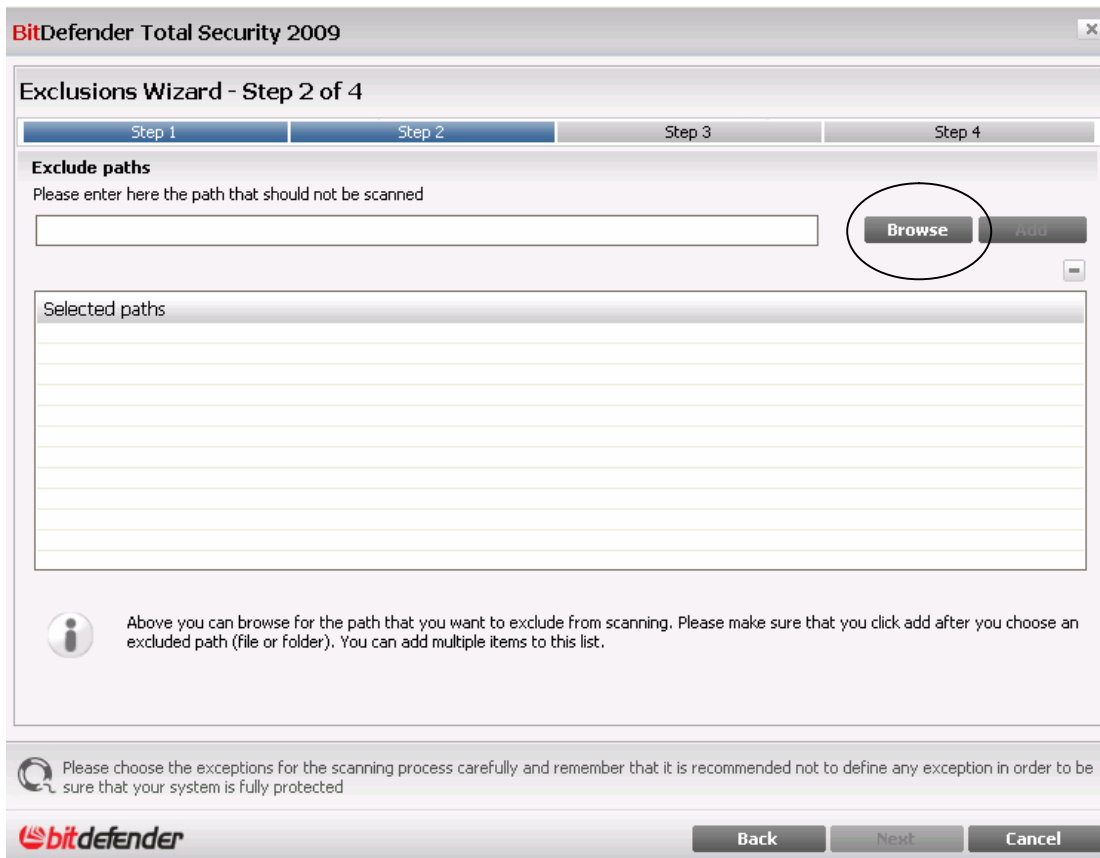 BitDefender Total Security 2009
Exclusions Wizard - Step 2 of 4
Step 1 Step 2 Step 3 Step 4
Exclude paths
Please enter here the path that should not be scanned
Browse Add
Selected paths
Above you can browse for the path that you want to exclude from scanning. Please make sure that you click add after you choose an
excluded path (file or folder). You can add multiple items to this list.
Please choose the exceptions for the scanning process carefully and remember that it is recommended not to define any exception in order to be
sure that your system is fully protected
bitdefender Back Next Cancel